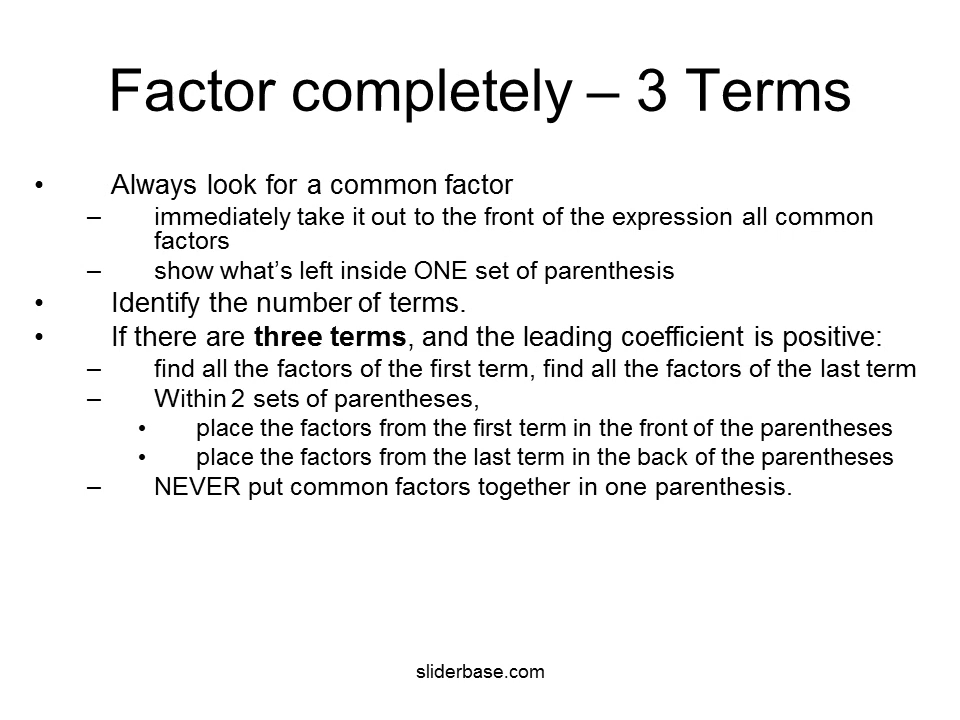 Factor completely – 3 Terms
• Always look for a common factor
– immediately take it out to the front of the expression all common
factors
– show what’s left inside ONE set of parenthesis
• Identify the number of terms.
• If there are three terms, and the leading coefficient is positive:
– find all the factors of the first term, find all the factors of the last term
– Within 2 sets of parentheses,
• place the factors from the first term in the front of the parentheses
• place the factors from the last term in the back of the parentheses
– NEVER put common factors together in one parenthesis.
sliderbase.com